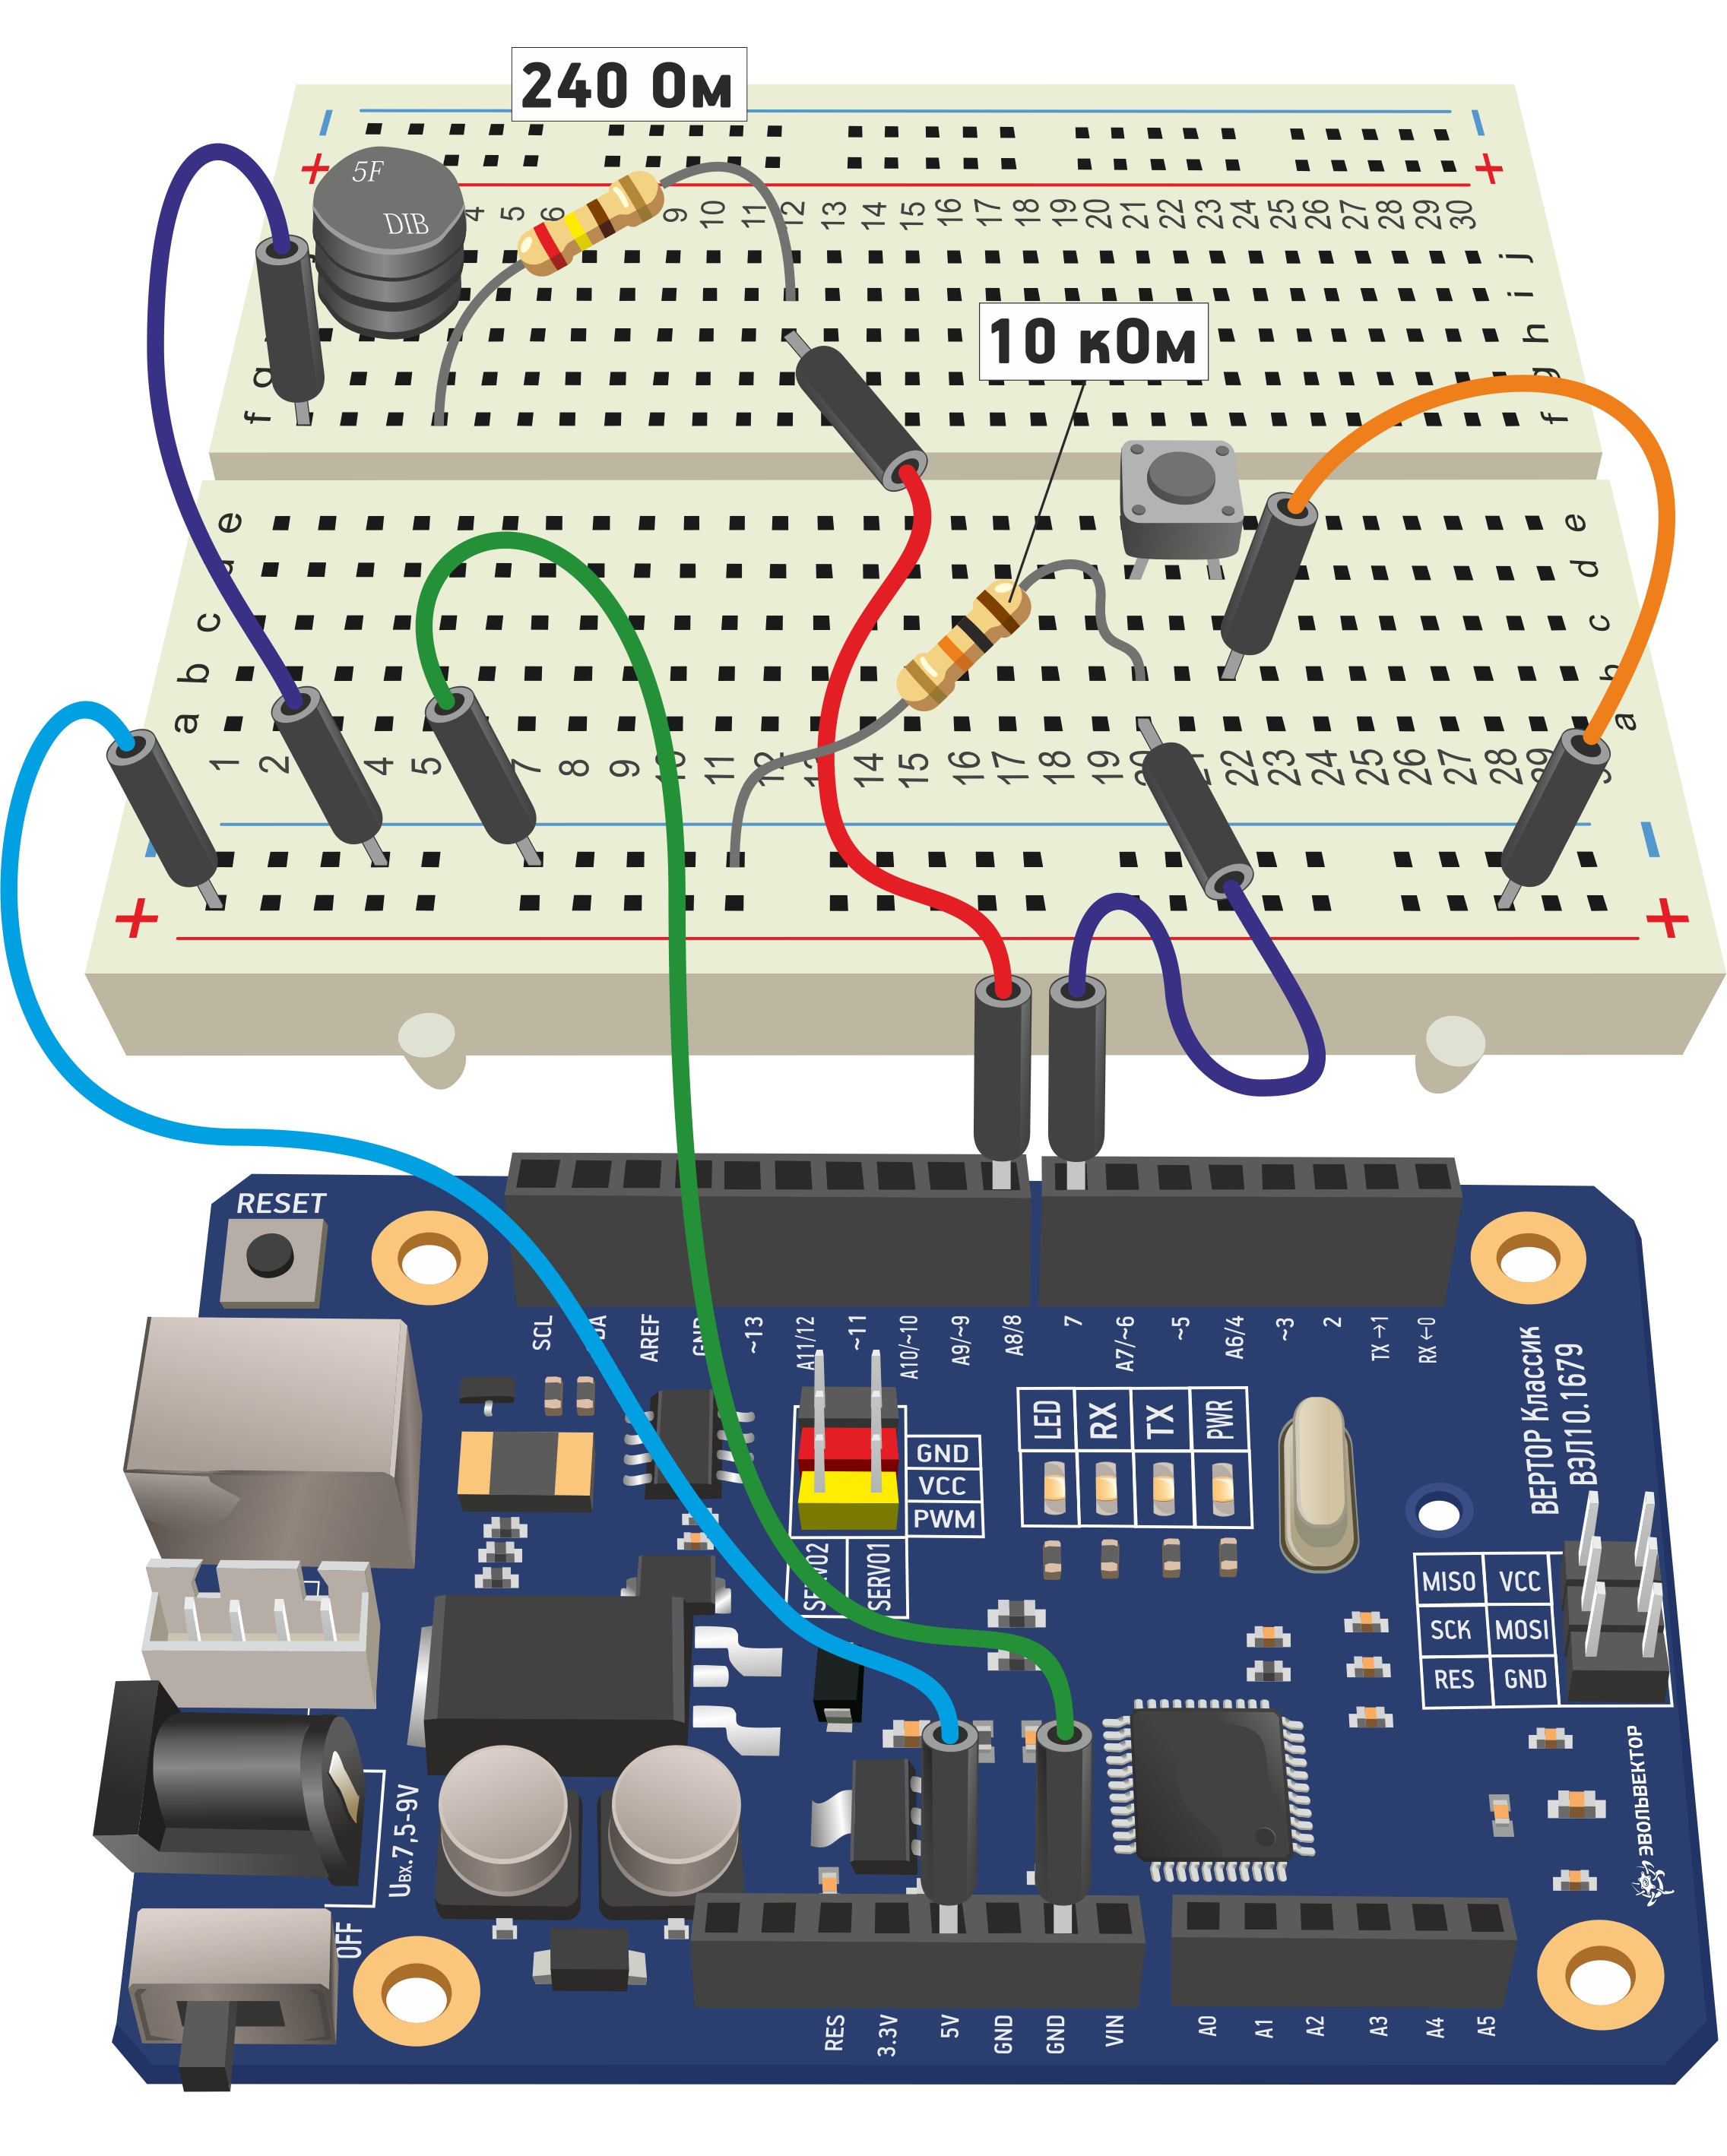 240 Ом
− −
+ +
5F
DIB
4 5 6 9 10 11 12 13 14 15 16 17 18 19 20 21 22 23 24 25 26 27 28 29 30
j
i
10 кОм
h
g g
f f
e e
d d
c c
b b
a a
1 2 4 5 7 8 9 10 11 12 13 14 15 16 17 18 19 20 21 22 23 24 25 26 27 28 29
− −
+ +
RESET
SCL SDA AREF GND ~13 A11/12 ~11 A10/~10 A9/~9 A8/8 7 A7/~6 ~5 A6/4 ~3 2 TX→1 RX←0
ВЕРТОР Классик
ВЭЛ10.1679
LED RX TX PWR
GND
VCC
PWM
SERVO2 SERVO1
MISO VCC
SCK MOSI
RES GND
Uвх.7,5-9V
ЭВОЛЬВЕКТОР
OFF
RES 3.3V 5V GND GND VIN A0 A1 A2 A3 A4 A5